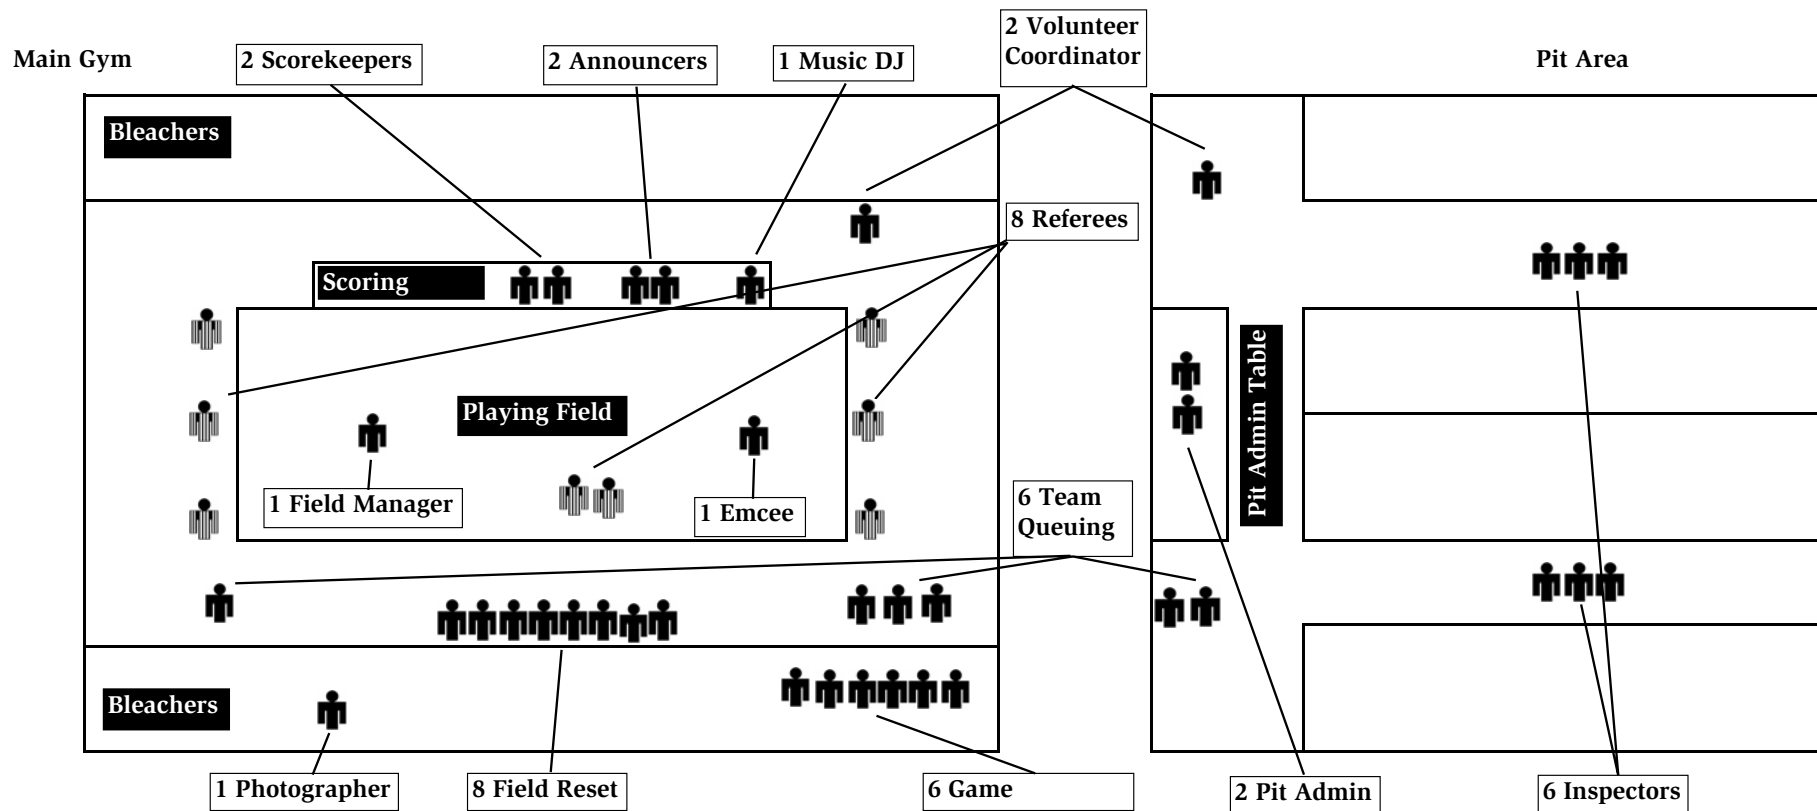 2 Volunteer
Coordinator
Main Gym
2 Scorekeepers
2 Announcers
1 Music DJ
Pit Area
Bleachers
8 Referees
Scoring
Playing Field
Pit Admin Table
1 Field Manager
1 Emcee
6 Team
Queuing
Bleachers
1 Photographer
8 Field Reset
6 Game
2 Pit Admin
6 Inspectors